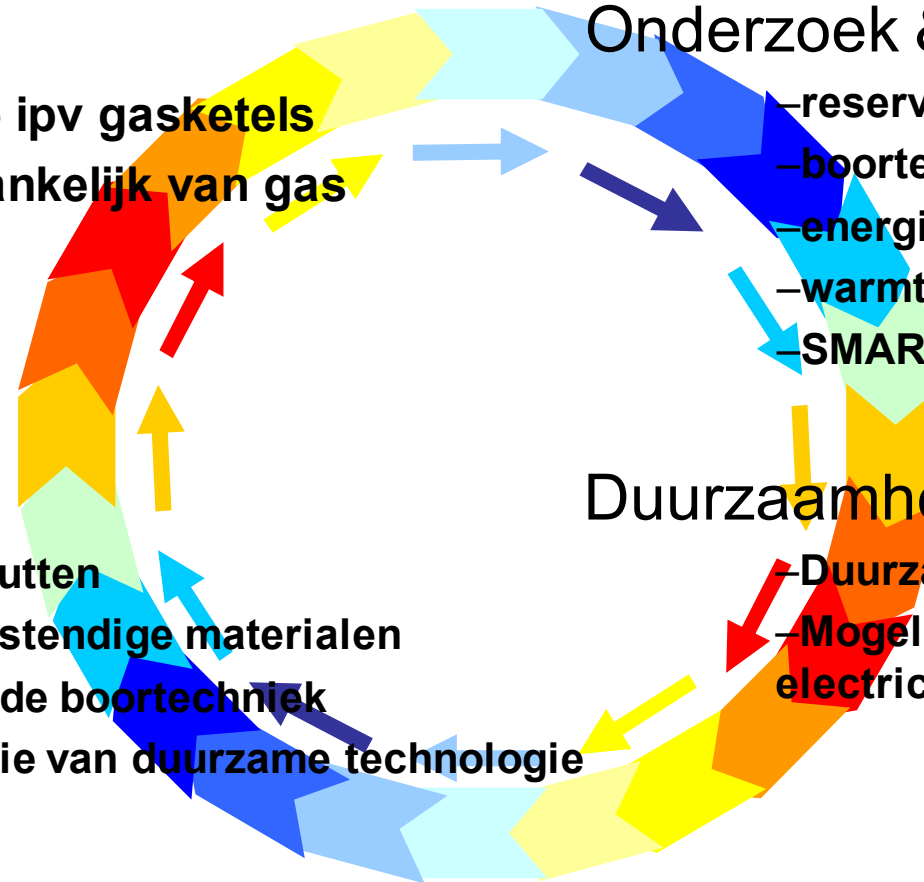 ipv gasketels
ankelijk van gas
utten
stendige materialen
de boortechniek
ie van duurzame technologie
Onderzoek &
–reserv
–boorte
–energi
–warmt
–SMAR
Duurzaamhe
–Duurza
–Mogel
electric